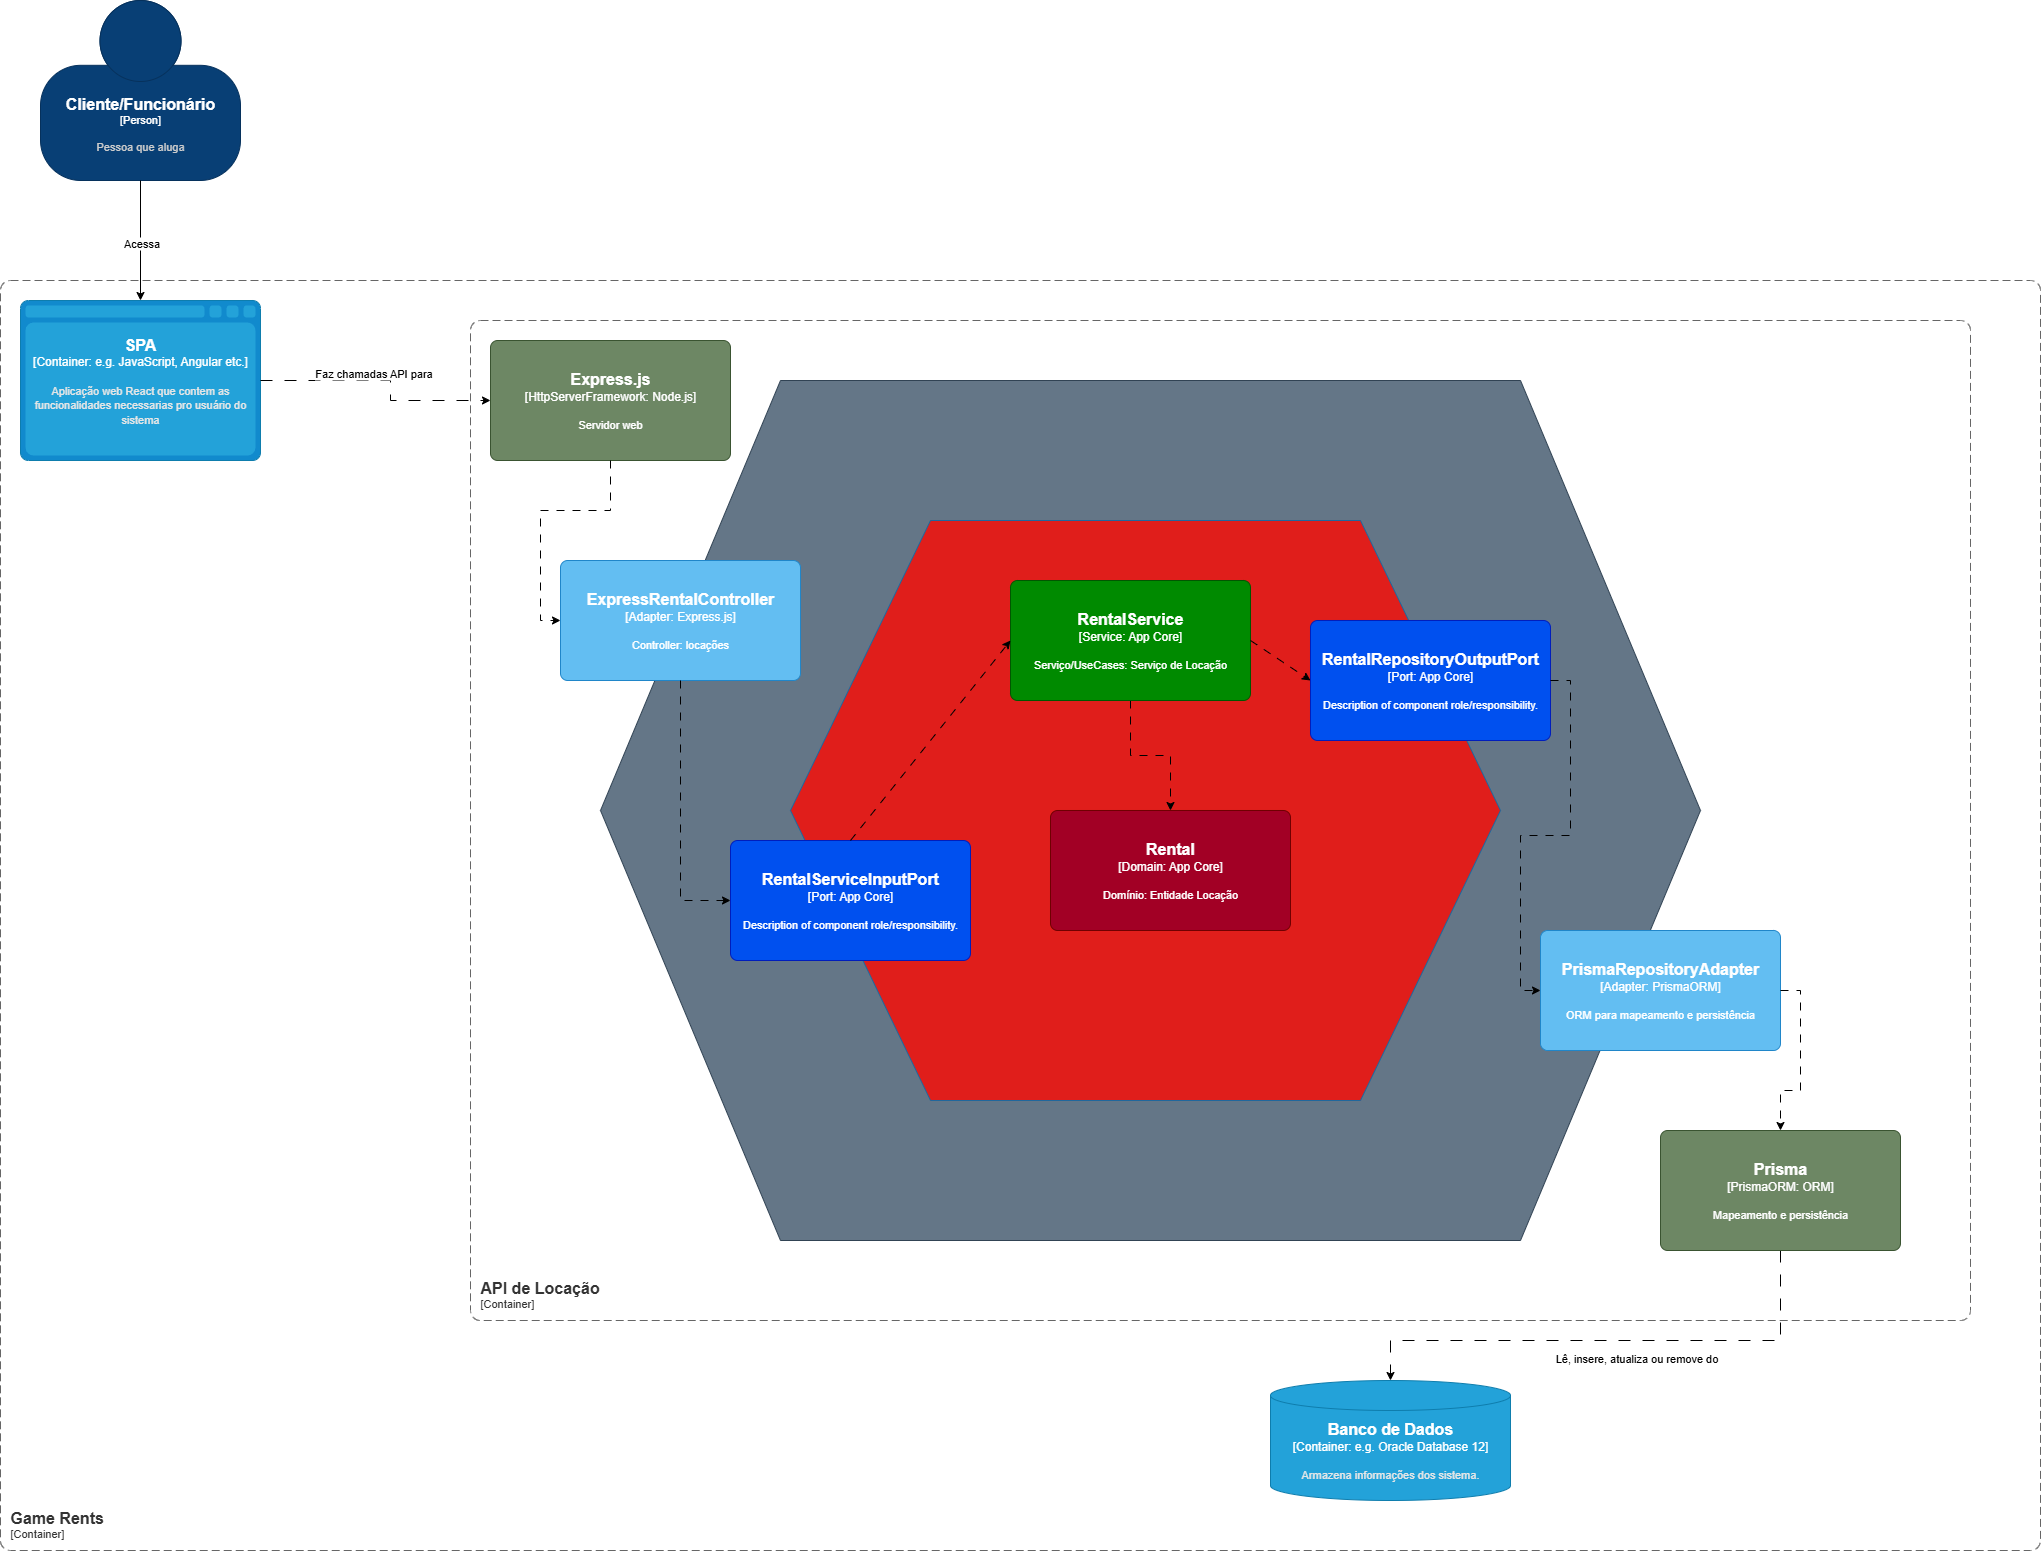 Cliente/Funcionário
[Person]
Pessoa que aluga
Acessa
SPA
[Container: e.g. JavaScript, Angular etc.]
Aplicação web React que contem as
funcionalidades necessarias pro usuário do
sistema
Faz chamadas API para
Express.js
[HttpServerFramework: Node.js]
Servidor web
ExpressRentalController
[Adapter: Express.js]
Controller: locações
RentalService
[Service: App Core]
Serviço/UseCases: Serviço de Locação
RentalRepositoryOutputPort
[Port: App Core]
Description of component role/responsibility.
RentalServiceInputPort
[Port: App Core]
Description of component role/responsibility.
Rental
[Domain: App Core]
Domínio: Entidade Locação
PrismaRepositoryAdapter
[Adapter: PrismaORM]
ORM para mapeamento e persistência
Prisma
[PrismaORM: ORM]
Mapeamento e persistência
API de Locação
[Container]
Lê, insere, atualiza ou remove do
Banco de Dados
[Container: e.g. Oracle Database 12]
Armazena informações dos sistema.
Game Rents
[Container]